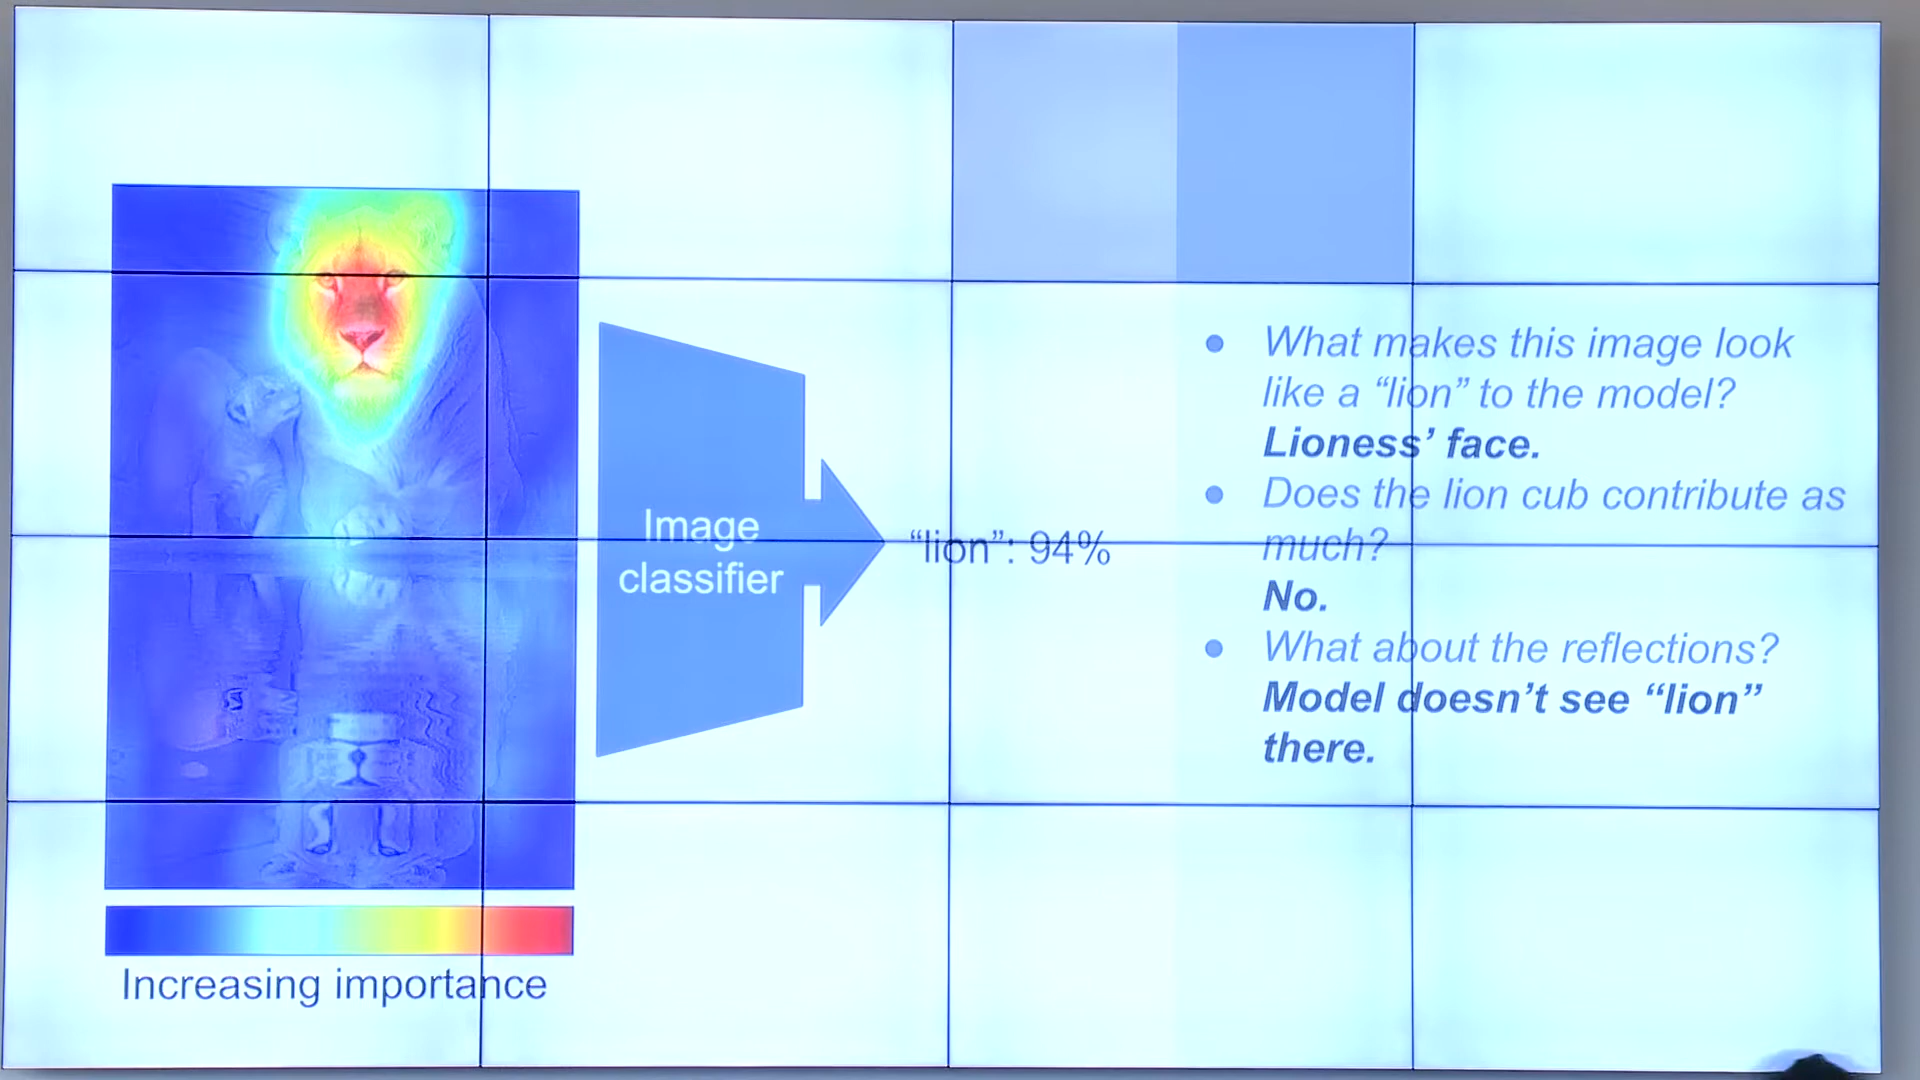 Image
classifier
"lion": 94%
Increasing importance
● What makes this image look
like a "lion" to the model?
Lioness' face.
● Does the lion cub contribute as
much?
No.
● What about the reflections?
Model doesn't see "lion"
there.